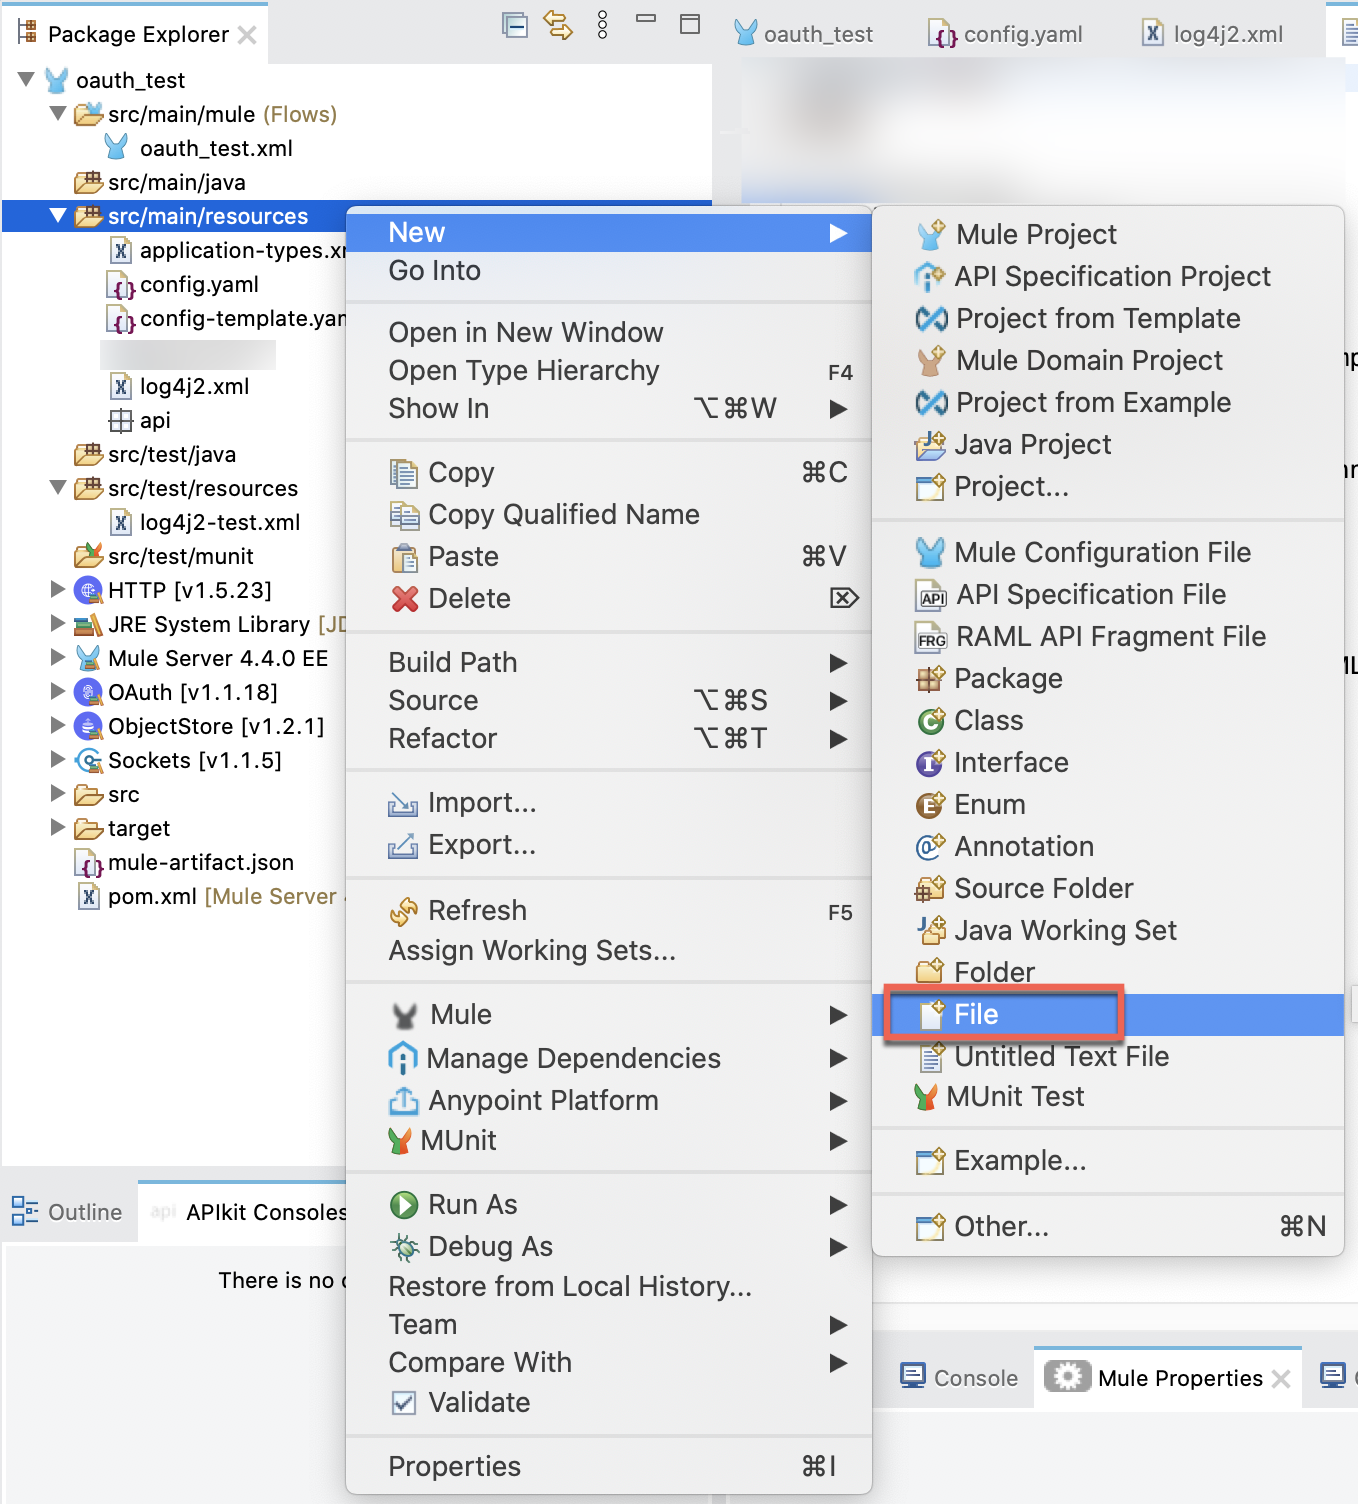 Package Explorer
oauth_test
config.yaml
log4j2.xml
oauth_test
src/main/mule (Flows)
oauth_test.xml
src/main/java
src/main/resources
application-types.x
config.yaml
config-template.ya
log4j2.xml
api
src/test/java
src/test/resources
log4j2-test.xml
src/test/munit
HTTP [v1.5.23]
JRE System Library [JD
Mule Server 4.4.0 EE
OAuth [v1.1.18]
ObjectStore [v1.2.1]
Sockets [v1.1.5]
src
target
mule-artifact.json
pom.xml [Mule Server
Outline
api APIkit Consoles
There is no
New
Go Into
Open in New Window
Open Type Hierarchy F4
Show In ⌥⌘W
Copy ⌘C
Copy Qualified Name
Paste ⌘V
Delete ⌦
Build Path
Source ⌥⌘S
Refactor ⌥⌘T
Import...
Export...
Refresh F5
Assign Working Sets...
Mule
Manage Dependencies
Anypoint Platform
MUnit
Run As
Debug As
Restore from Local History...
Team
Compare With
Validate
Properties ⌘I
Mule Project
API Specification Project
Project from Template
Mule Domain Project
Project from Example
Java Project
Project...
Mule Configuration File
API API Specification File
FRG RAML API Fragment File
Package
Class
Interface
Enum
Annotation
Source Folder
Java Working Set
Folder
File
Untitled Text File
MUnit Test
Example...
Other... ⌘N
Console
Mule Properties